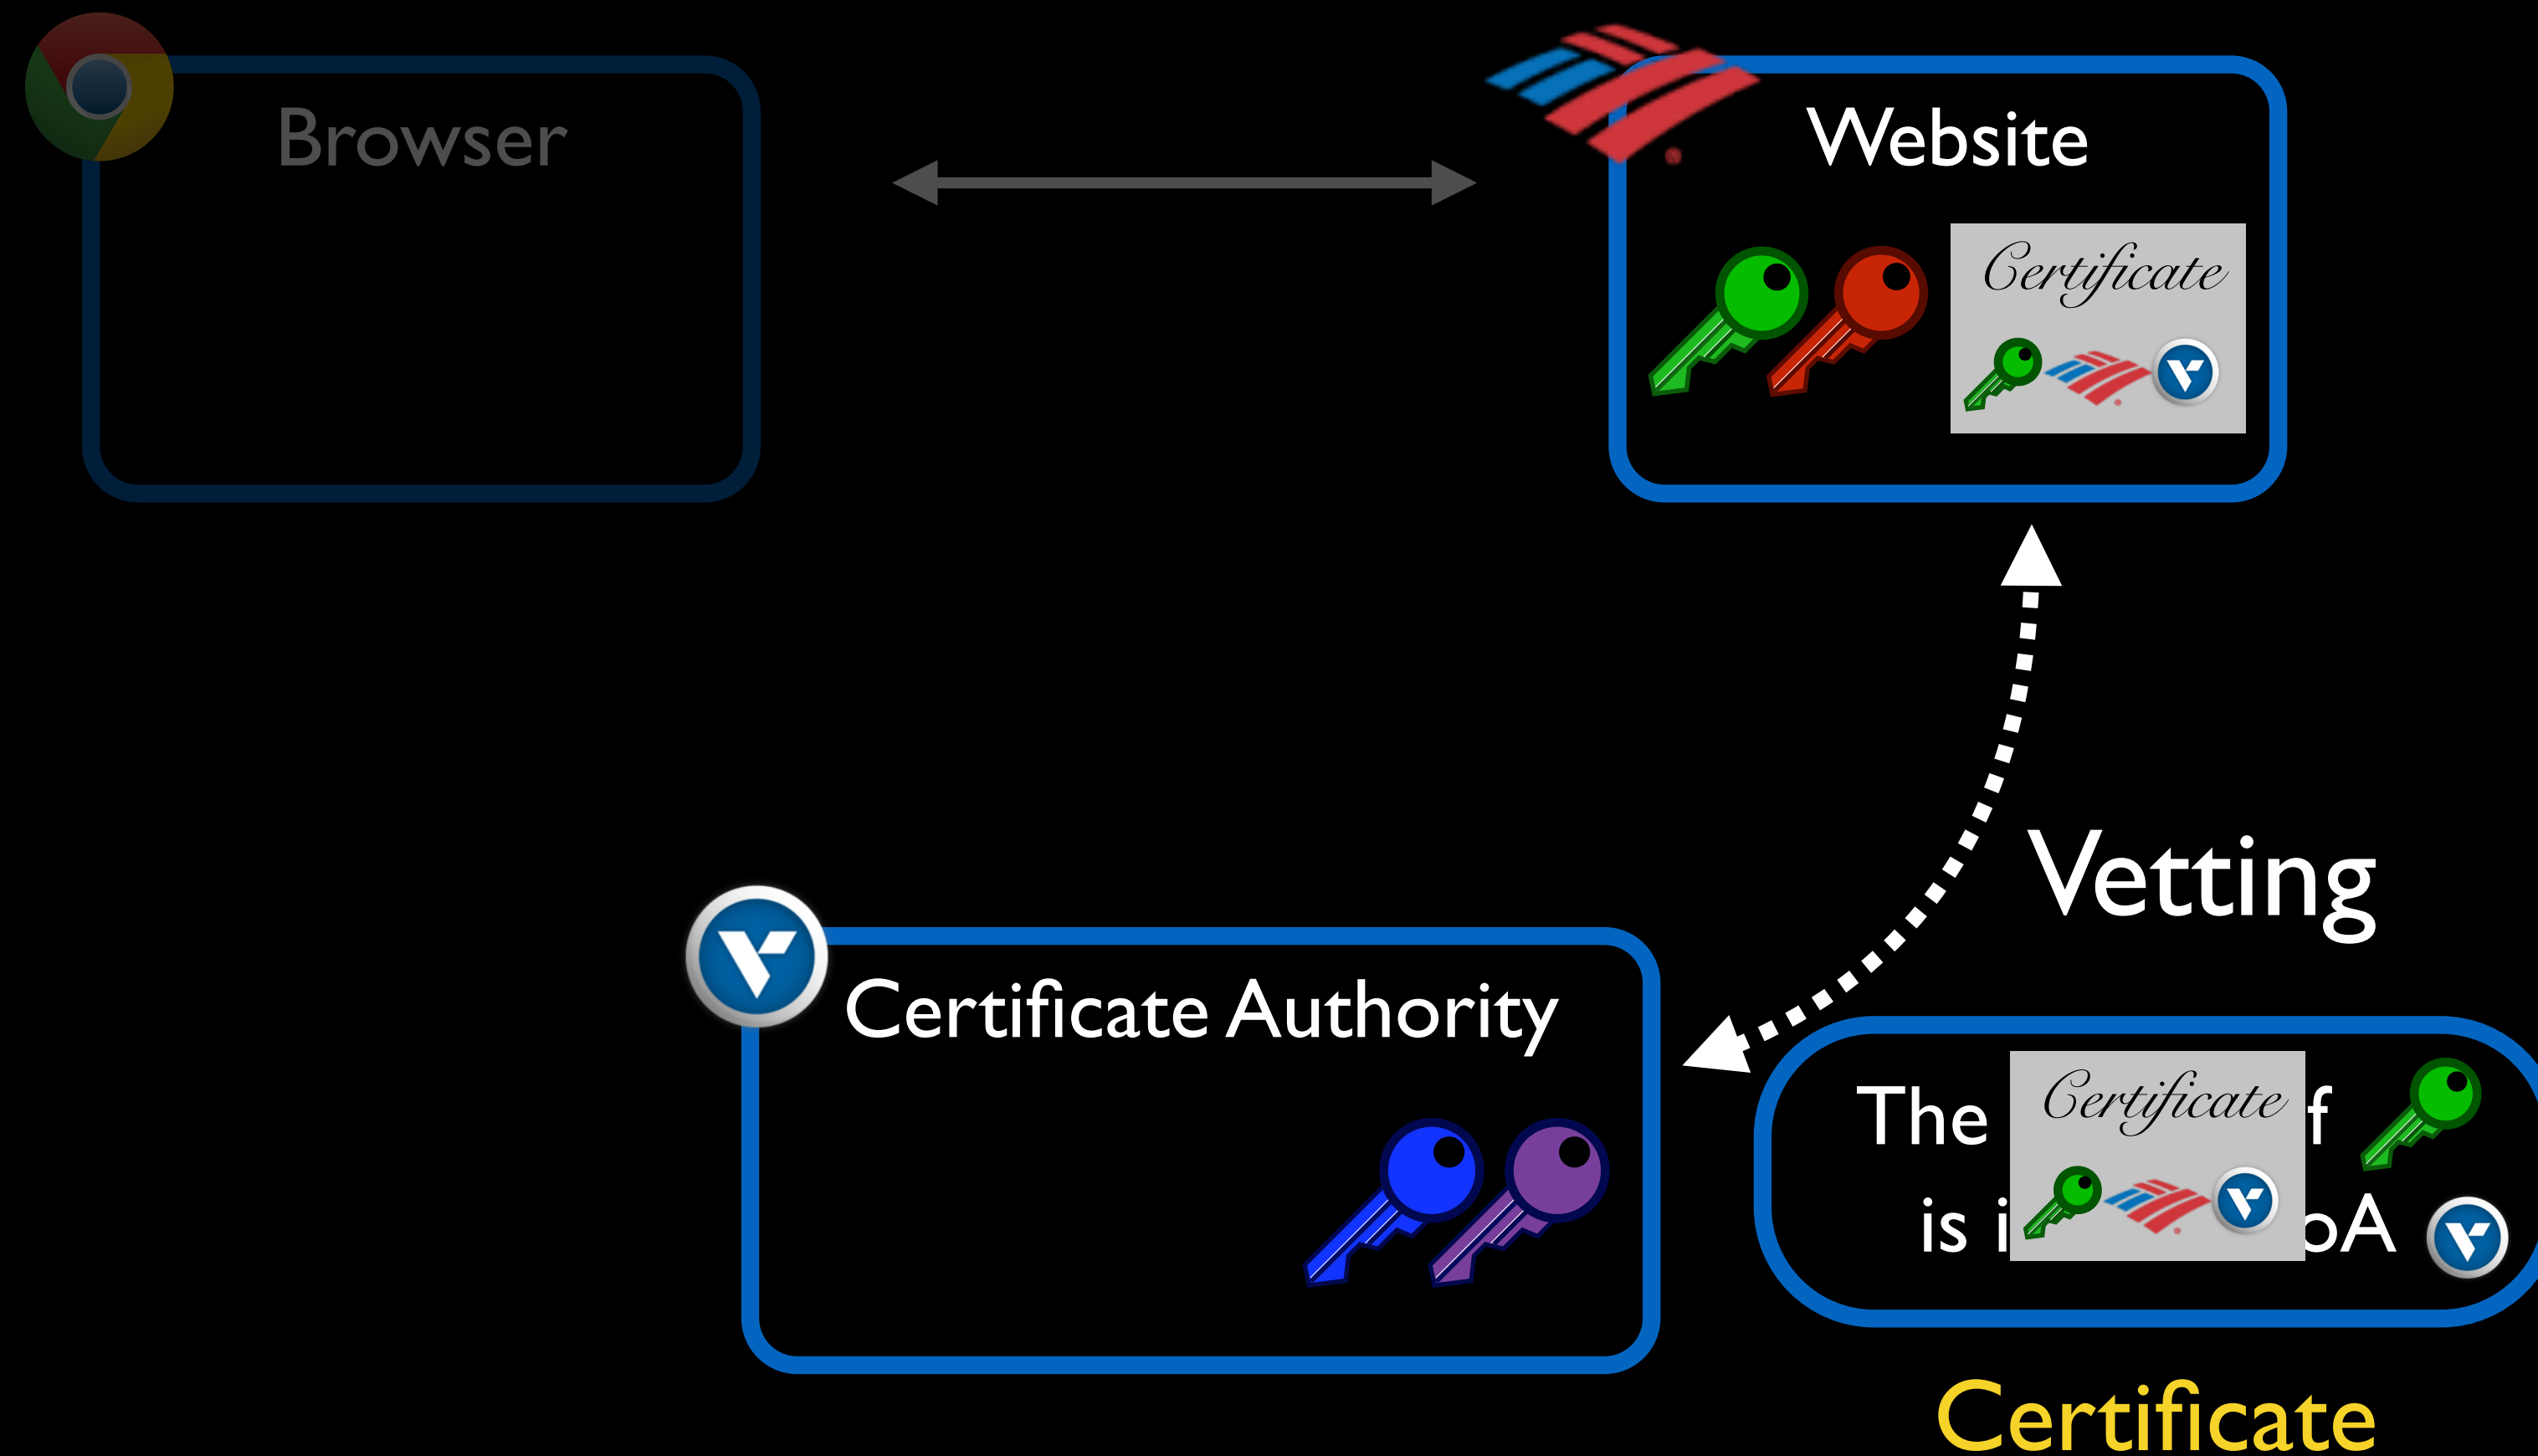 Browser
Website
Certificate
Vetting
Certificate Authority
The
Certificate
f
is i
oA
Certificate